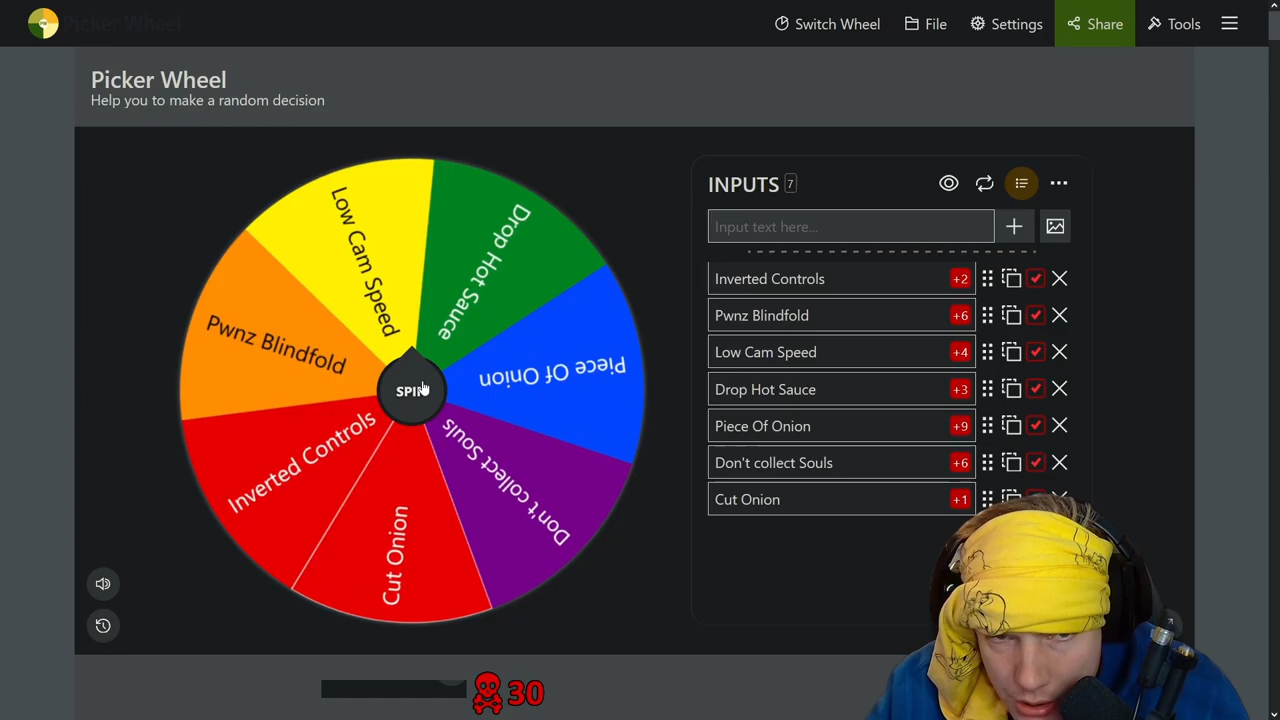 Picker Wheel
Switch Wheel
File
Settings
Share
Tools
Picker Wheel
Help you to make a random decision
INPUTS 7
Input text here...
Inverted Controls +2
Pwnz Blindfold +6
Low Cam Speed +4
Drop Hot Sauce +3
Piece Of Onion +9
Don't collect Souls +6
Cut Onion +1
Low Cam Speed
Drop Hot Sauce
Piece Of Onion
Don't collect Souls
Cut Onion
Inverted Controls
Pwnz Blindfold
SPIN
30